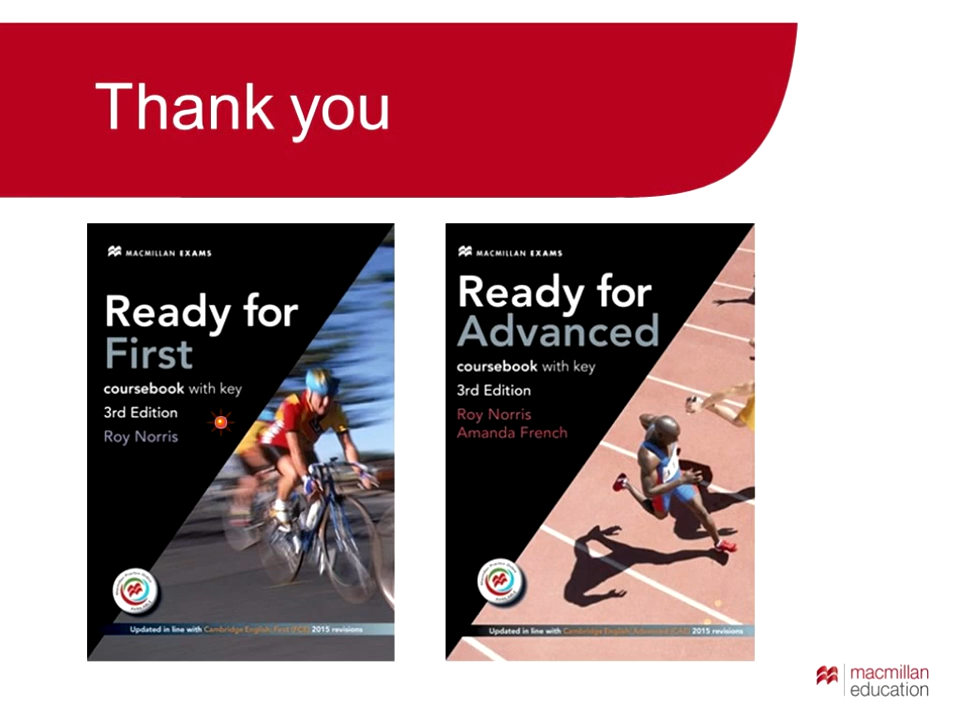 Thank you
MACMILLAN EXAMS
Ready for
First
coursebook with key
3rd Edition
Roy Norris
Updated in line with Cambridge English: First (FCE) 2015 revisions
MACMILLAN EXAMS
Ready for
Advanced
coursebook with key
3rd Edition
Roy Norris
Amanda French
Updated in line with Cambridge English: Advanced (CAE) 2015 revisions
macmillan
education